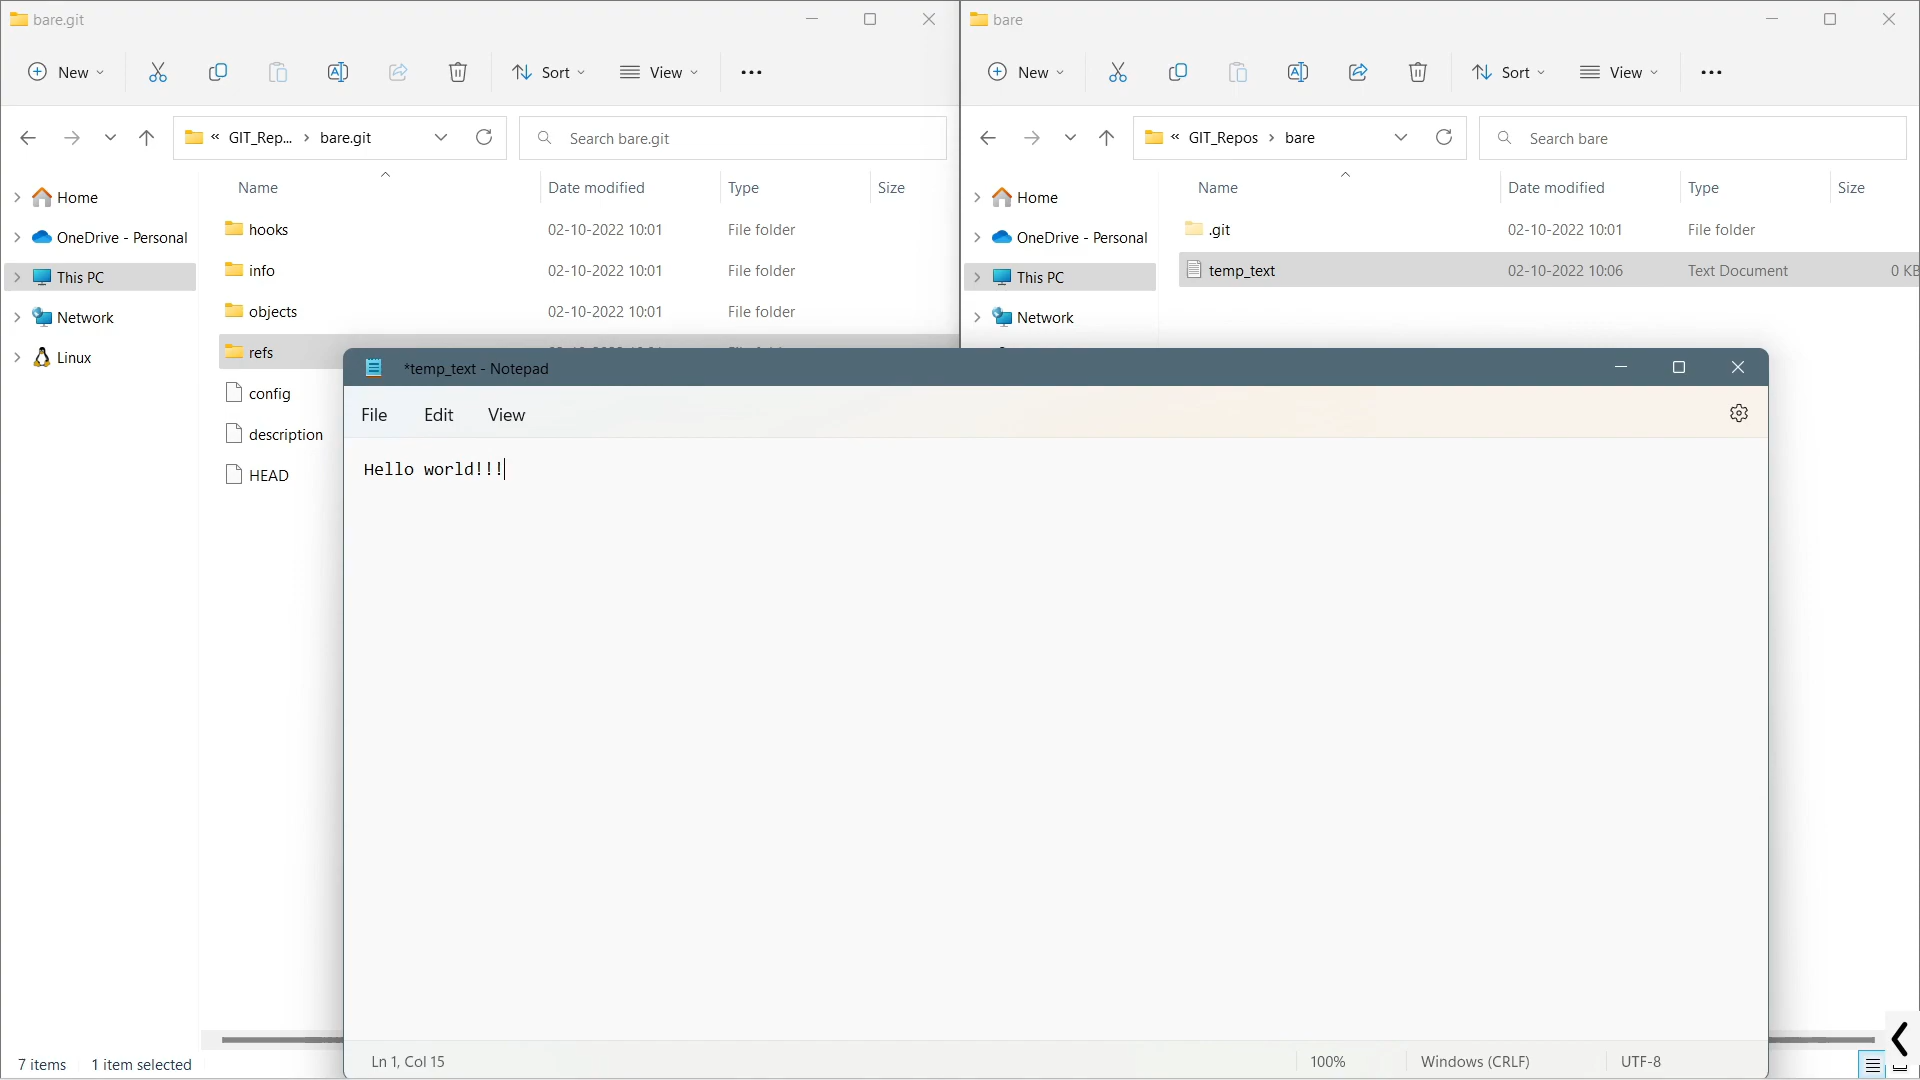 bare.git
New
Sort
View
GIT_Rep...
bare.git
Search bare.git
Home
OneDrive - Personal
This PC
Network
Linux
Name
Date modified
Type
Size
hooks
02-10-2022 10:01
File folder
info
02-10-2022 10:01
File folder
objects
02-10-2022 10:01
File folder
refs
config
description
HEAD
7 items
1 item selected
bare
New
Sort
View
GIT_Repos
bare
Search bare
Home
OneDrive - Personal
This PC
Network
Name
Date modified
Type
Size
.git
02-10-2022 10:01
File folder
temp_text
02-10-2022 10:06
Text Document
0 KB
*temp_text - Notepad
File
Edit
View
Hello world!!!
Ln 1, Col 15
100%
Windows (CRLF)
UTF-8